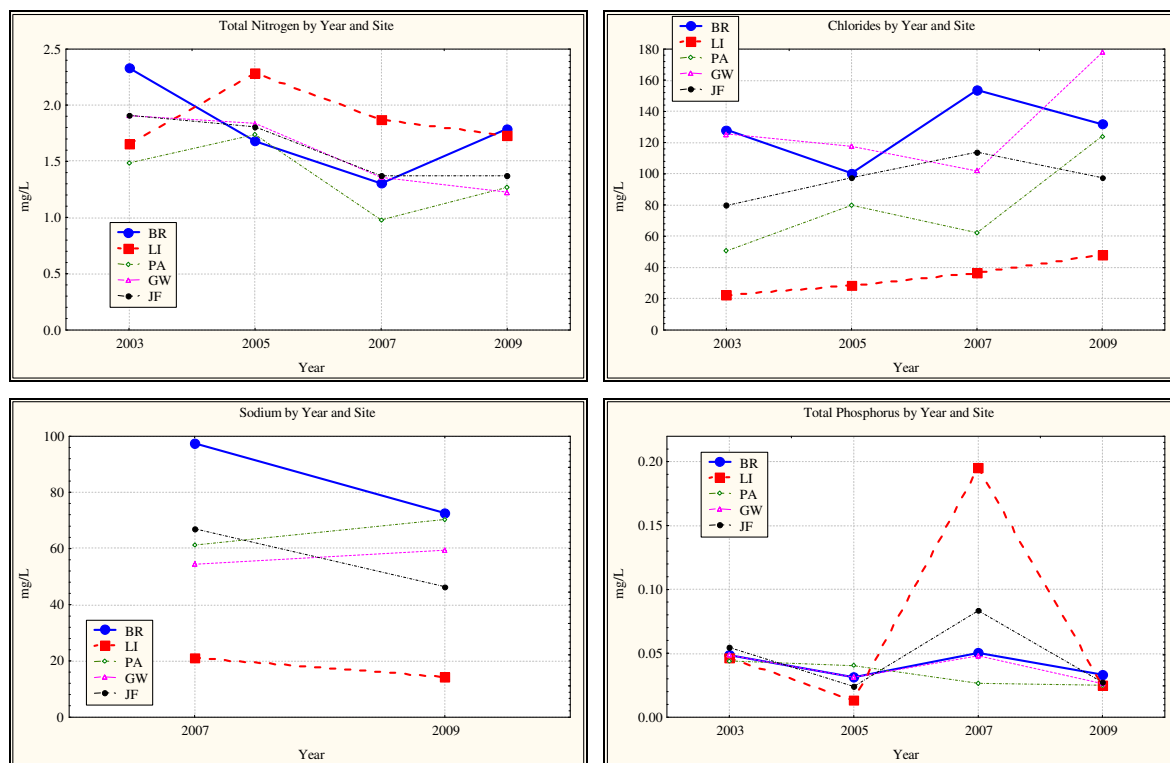 Total Nitrogen by Year and Site
2.5
2.0
1.5
1.0
0.5
0.0
mg/L
BR
LI
PA
GW
JF
2003 2005 2007 2009
Year
Chlorides by Year and Site
BR
LI
PA
GW
JF
180
160
140
120
100
80
60
40
20
0
mg/L
2003 2005 2007 2009
Year
Sodium by Year and Site
100
80
60
40
20
0
mg/L
BR
LI
PA
GW
JF
2007 2009
Year
Total Phosphorus by Year and Site
0.20
0.15
0.10
0.05
0.00
mg/L
BR
LI
PA
GW
JF
2003 2005 2007 2009
Year